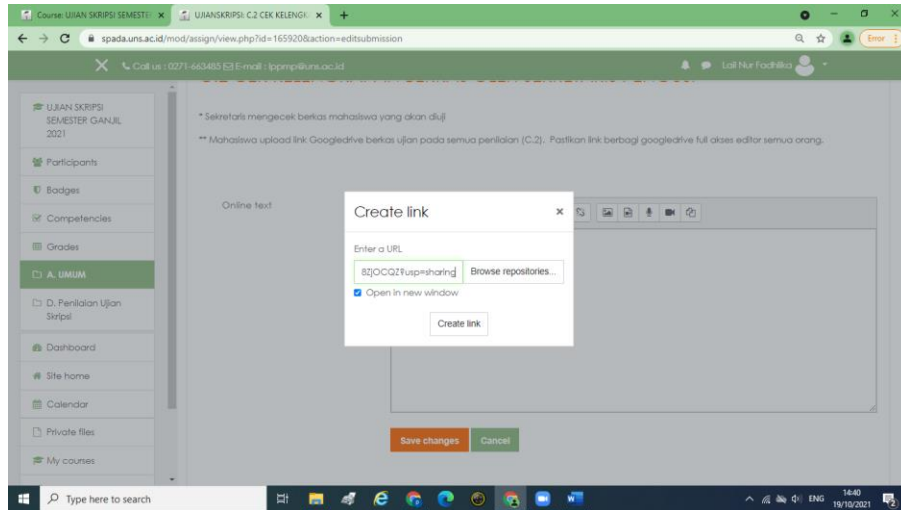 Course: UJIAN SKRIPSI SEMESTE
UJIANSKRIPSI: C.2 CEK KELENGK
spada.uns.ac.id/mod/assign/view.php?id=165920&action=editsubmission
Error
Call us : 0271-663485 E-mail : lppmp@uns.ac.id
Lail Nur Fadhilka
UJIAN SKRIPSI
SEMESTER GANJIL
2021
Participants
Badges
Competencies
Grades
A. UMUM
D. Penilaian Ujian
Skripsi
Dashboard
Site home
Calendar
Private files
My courses
* Sekretaris mengecek berkas mahasiswa yang akan diuji
** Mahasiswa upload link Googledrive berkas ujian pada semua penilaian (C.2). Pastikan link berbagi googledrive full akses editor semua orang.
Online text
Create link
Enter a URL
8ZjOCQZ?usp=sharing
Browse repositories...
Open in new window
Create link
Save changes
Cancel
Type here to search
ENG
14:40
19/10/2021